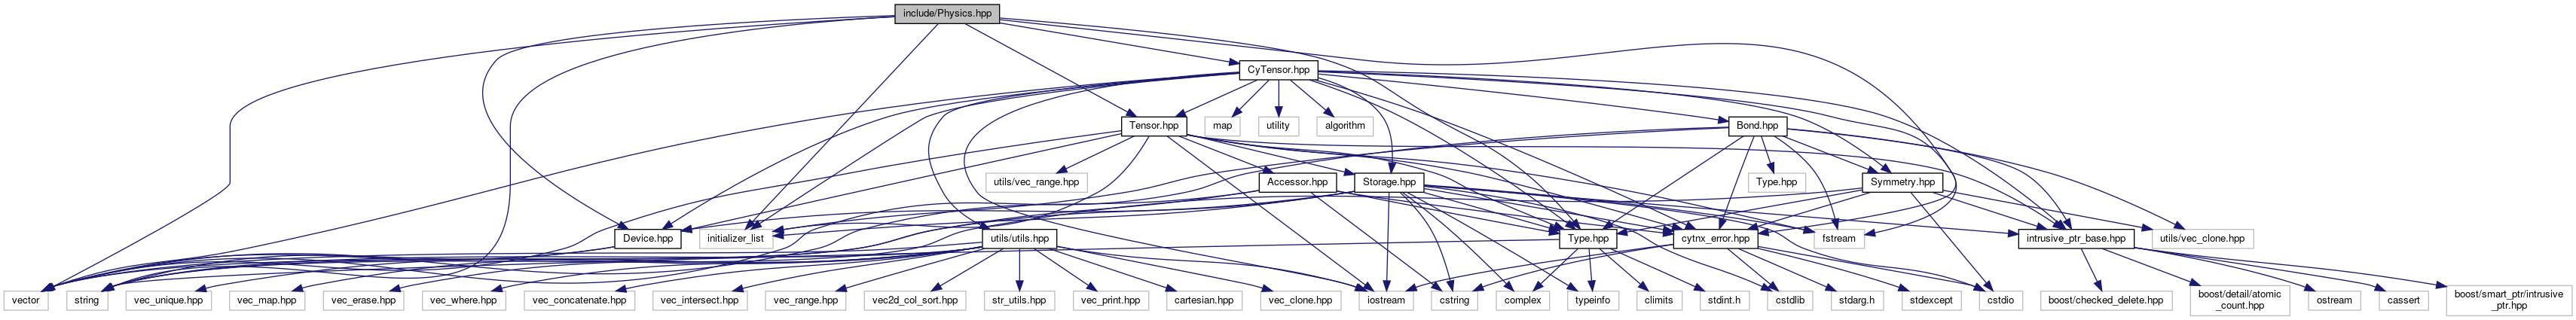 include/Physics.hpp
CyTensor.hpp
Tensor.hpp
map
utility
algorithm
Bond.hpp
utils/vec_range.hpp
Accessor.hpp
Storage.hpp
Type.hpp
Symmetry.hpp
Device.hpp
initializer_list
utils/utils.hpp
Type.hpp
cytnx_error.hpp
fstream
intrusive_ptr_base.hpp
utils/vec_clone.hpp
vector
string
vec_unique.hpp
vec_map.hpp
vec_erase.hpp
vec_where.hpp
vec_concatenate.hpp
vec_intersect.hpp
vec_range.hpp
vec2d_col_sort.hpp
str_utils.hpp
vec_print.hpp
cartesian.hpp
vec_clone.hpp
iostream
cstring
complex
typeinfo
climits
stdint.h
cstdlib
stdarg.h
stdexcept
cstdio
boost/checked_delete.hpp
boost/detail/atomic
_count.hpp
ostream
cassert
boost/smart_ptr/intrusive
_ptr.hpp